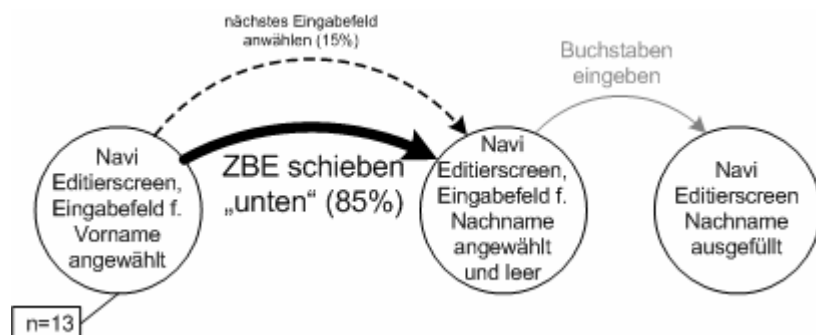 nächstes Eingabefeld
anwählen (15%)
Buchstaben
eingeben
Navi
Editierscreen,
Eingabefeld f.
Vorname
angewählt
ZBE schieben
„unten“ (85%)
Navi
Editierscreen,
Eingabefeld f.
Nachname
angewählt
und leer
Navi
Editierscreen
Nachname
ausgefüllt
n=13